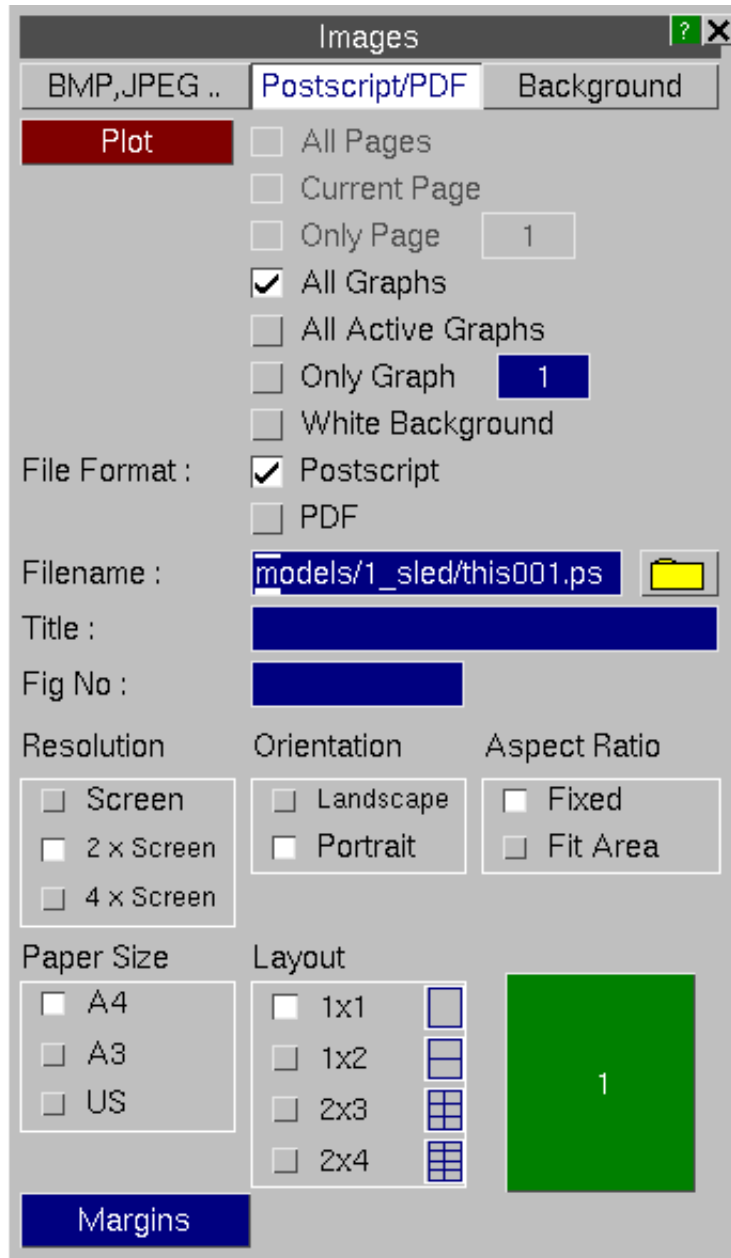 Images ?
BMP,JPEG .. Postscript/PDF Background
Plot All Pages
Current Page
Only Page 1
All Graphs
All Active Graphs
Only Graph 1
White Background
File Format : Postscript
PDF
Filename : models/1_sled/this001.ps
Title :
Fig No :
Resolution Orientation Aspect Ratio
Screen Landscape Fixed
2 x Screen Portrait Fit Area
4 x Screen
Paper Size Layout
A4 1x1
A3 1x2 1
US 2x3
2x4
Margins